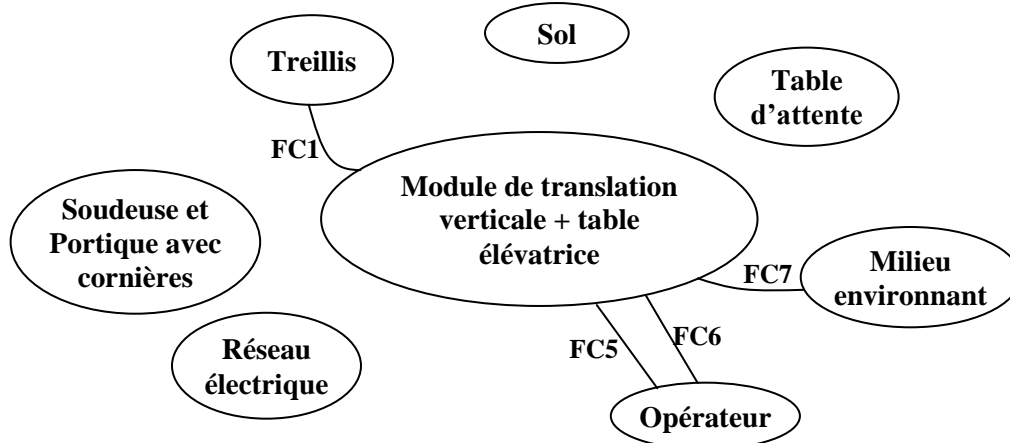 Sol
Treillis
Table
d'attente
FC1
Module de translation
verticale + table
élévatrice
Soudeuse et
Portique avec
cornières
FC7
Milieu
environnant
Réseau
électrique
FC5
FC6
Opérateur